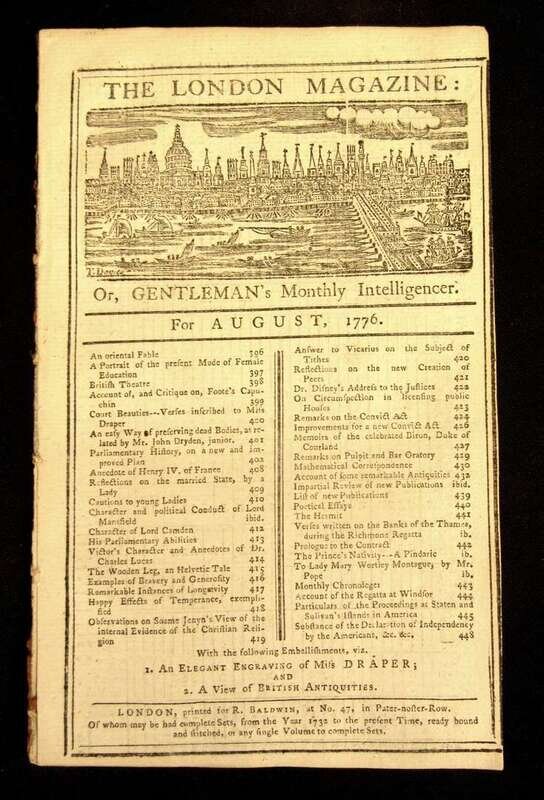 THE LONDON MAGAZINE:
Or, GENTLEMAN's Monthly Intelligencer.
For AUGUST, 1776.
An oriental Fable 396
A Portrait of the present Mode of Female
Education 397
British Theatre 398
Account of, and Critique on, Foote's Capu-
chin 399
Court Beauties--Verses inscribed to Miss
Draper 400
An easy Way of preserving dead Bodies, as re-
lated by Mr. John Dryden, junior. 401
Parliamentary History, on a new and im-
proved Plan 402
Anecdote of Henry IV. of France 408
Reflections on the married State, by a
Lady 409
Cautions to young Ladies 410
Character and political Conduct of Lord
Mansfield ibid.
Character of Lord Camden 412
His Parliamentary Abilities 413
Victor's Character and Anecdotes of Dr.
Charles Lucas 414
The Wooden Leg, an Helvetic Tale 415
Examples of Bravery and Generosity 416
Remarkable Instances of Longevity 417
Happy Effects of Temperance, exempli-
fied 418
Observations on Soame Jenyn's View of the
internal Evidence of the Christian Reli-
gion 419
Answer to Vicarius on the Subject of
Tithes 420
Reflections on the new Creation of
Peers 421
Dr. Disney's Address to the Justices 422
On Circumspection in licensing public
Houses 423
Remarks on the Convict Act 424
Improvements for a new Convict Act 426
Memoirs of the celebrated Biron, Duke of
Courland 427
Remarks on Pulpit and Bar Oratory 429
Mathematical Correspondence 430
Account of some remarkable Antiquities 432
Impartial Review of new Publications ibid.
List of new Publications 439
Poetical Essays 440
The Hermit 441
Verses written on the Banks of the Thames,
during the Richmond Regatta ib.
Prologue to the Contract 442
The Prince's Nativity---A Pindaric ib.
To Lady Mary Wortley Montague, by Mr.
Pope ib.
Monthly Chronologer 443
Account of the Regatta at Windsor 444
Particulars of the Proceedings at Staten and
Sulivan's Islands in America 445
Substance of the Declaration of Independency
by the Americans, &c. &c. 448
With the following Embellishments, viz.
1. AN ELEGANT ENGRAVING of Miss DRAPER;
AND
2. A VIEW of BRITISH ANTIQUITIES.
LONDON, printed for R. BALDWIN, at No. 47, in Pater-noster-Row.
Of whom may be had complete Sets, from the Year 1732 to the present Time, ready bound
and stitched, or any single Volume to complete Sets.